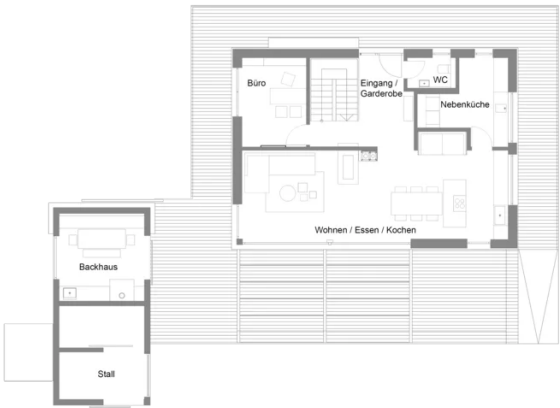 WC
Büro
Eingang /
Garderobe
Nebenküche
Wohnen / Essen / Kochen
Backhaus
Stall